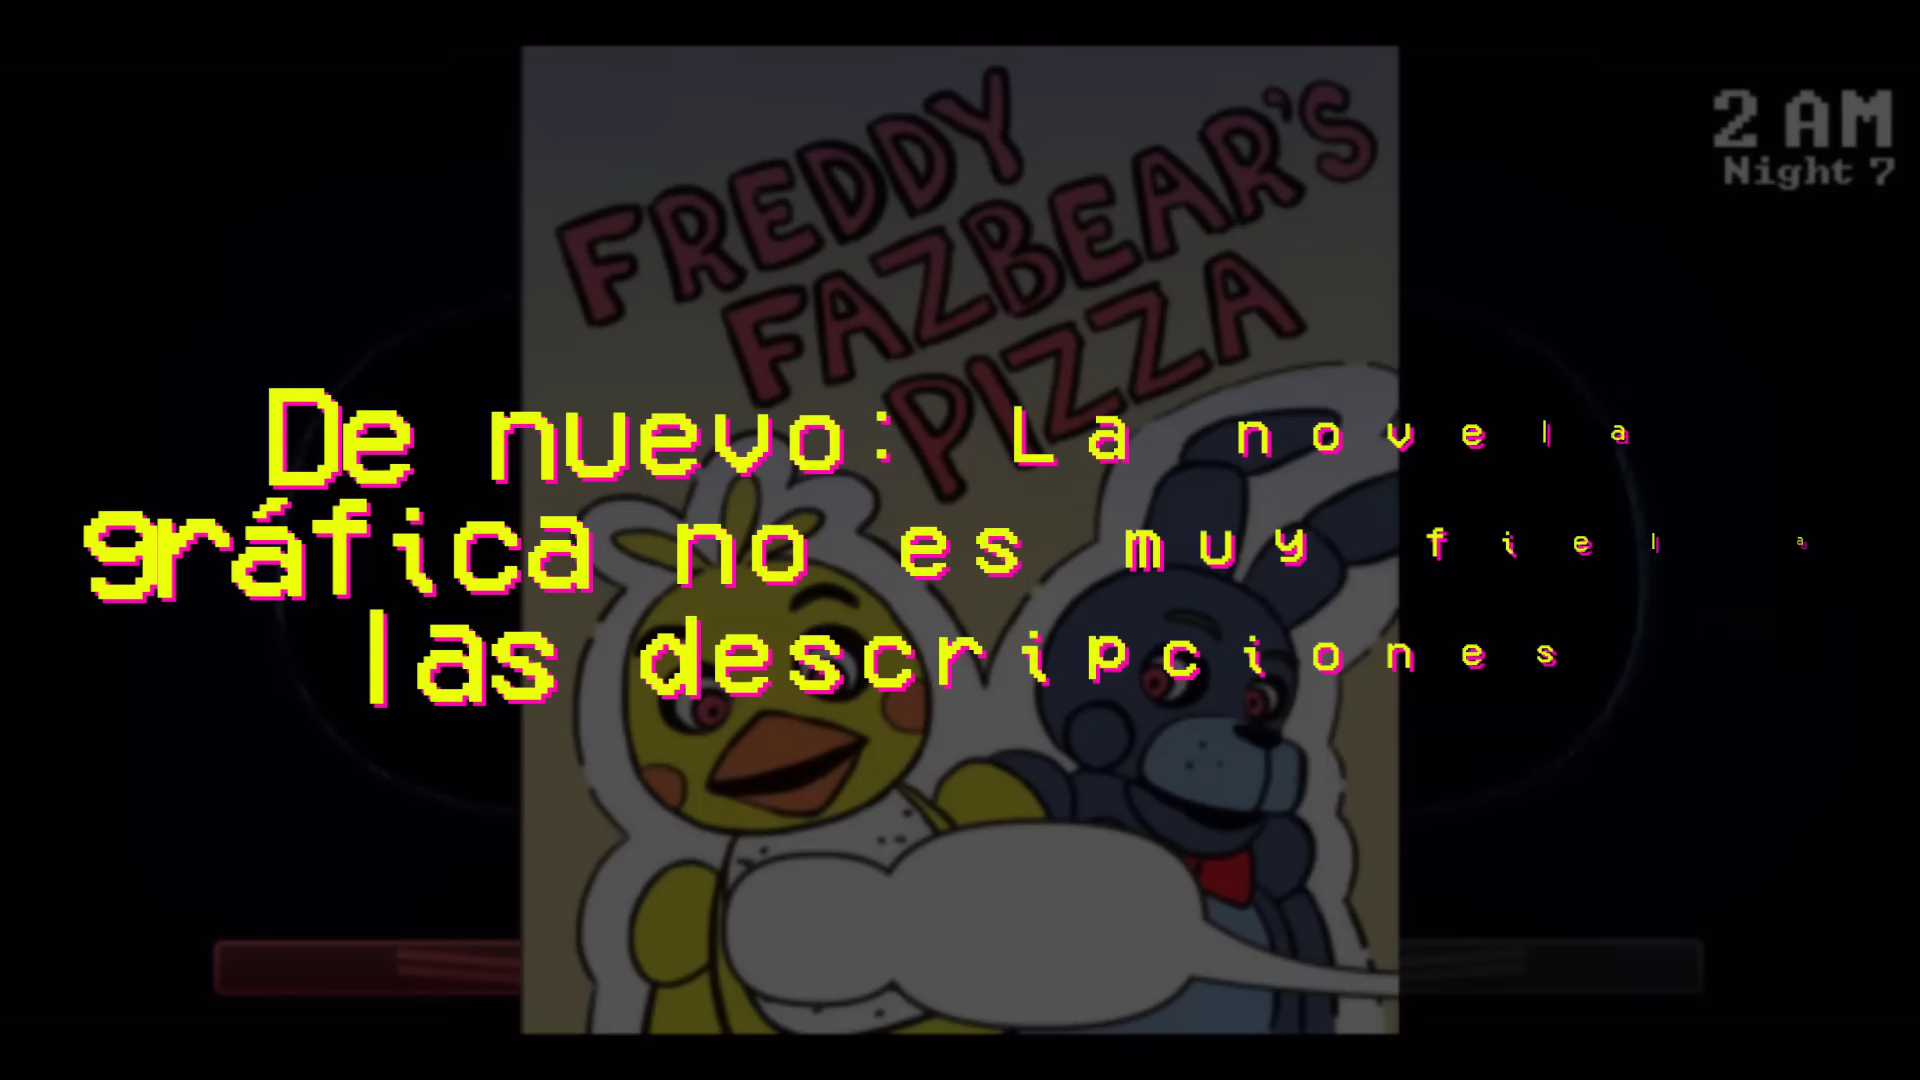 FREDDY
FAZBEAR'S
PIZZA
2 AM
Night 7
De nuevo: La novela
gráfica no es muy fiel a
las descripciones